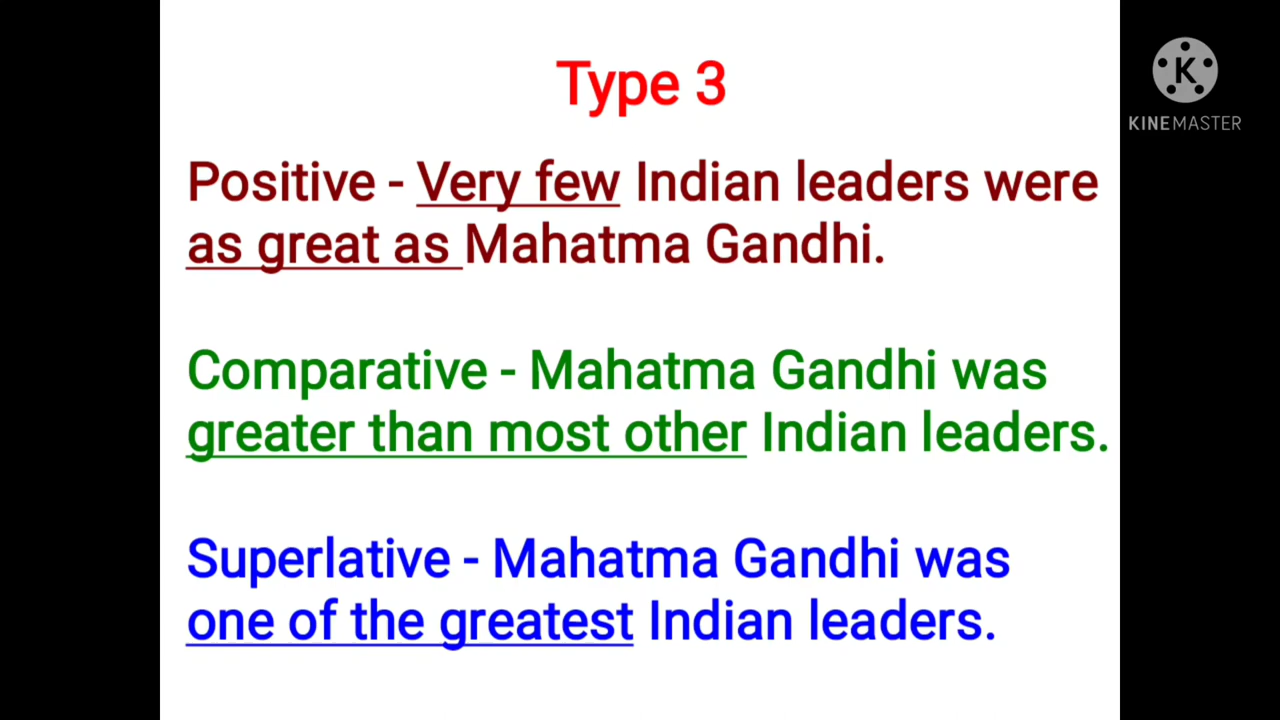 Type 3
KINEMASTER
Positive - Very few Indian leaders were
as great as Mahatma Gandhi.
Comparative - Mahatma Gandhi was
greater than most other Indian leaders.
Superlative - Mahatma Gandhi was
one of the greatest Indian leaders.